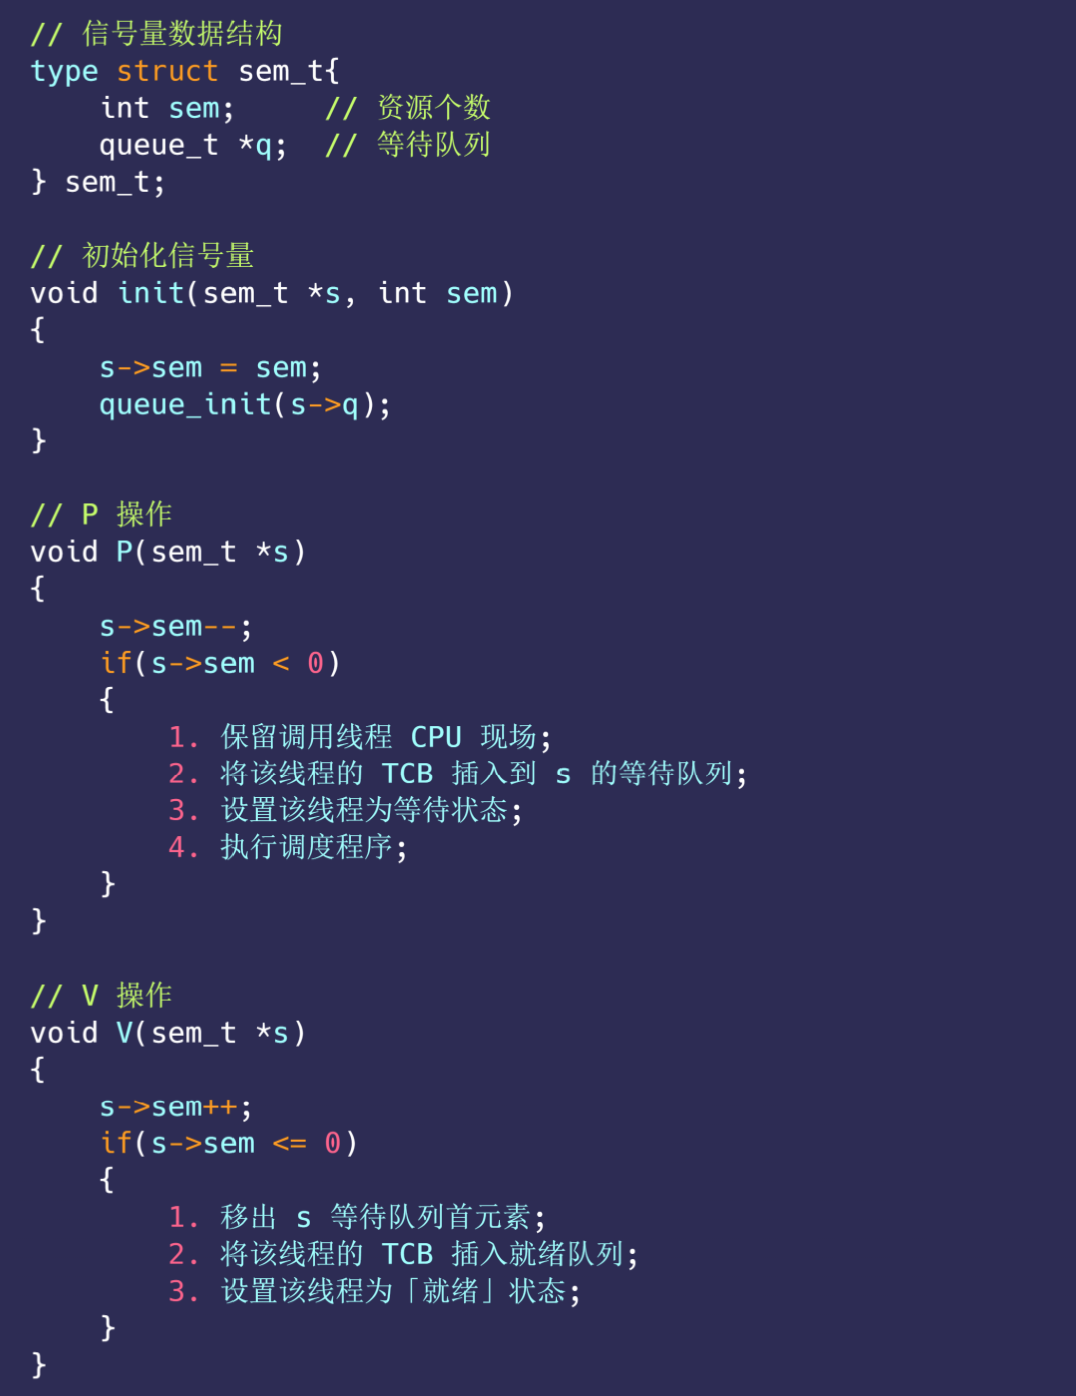 // 信号量数据结构
type struct sem_t{
    int sem;     // 资源个数
    queue_t *q;  // 等待队列
} sem_t;

// 初始化信号量
void init(sem_t *s, int sem)
{
    s->sem = sem;
    queue_init(s->q);
}

// P 操作
void P(sem_t *s)
{
    s->sem--;
    if(s->sem < 0)
    {
        1. 保留调用线程 CPU 现场;
        2. 将该线程的 TCB 插入到 s 的等待队列;
        3. 设置该线程为等待状态;
        4. 执行调度程序;
    }
}

// V 操作
void V(sem_t *s)
{
    s->sem++;
    if(s->sem <= 0)
    {
        1. 移出 s 等待队列首元素;
        2. 将该线程的 TCB 插入就绪队列;
        3. 设置该线程为「就绪」状态;
    }
}